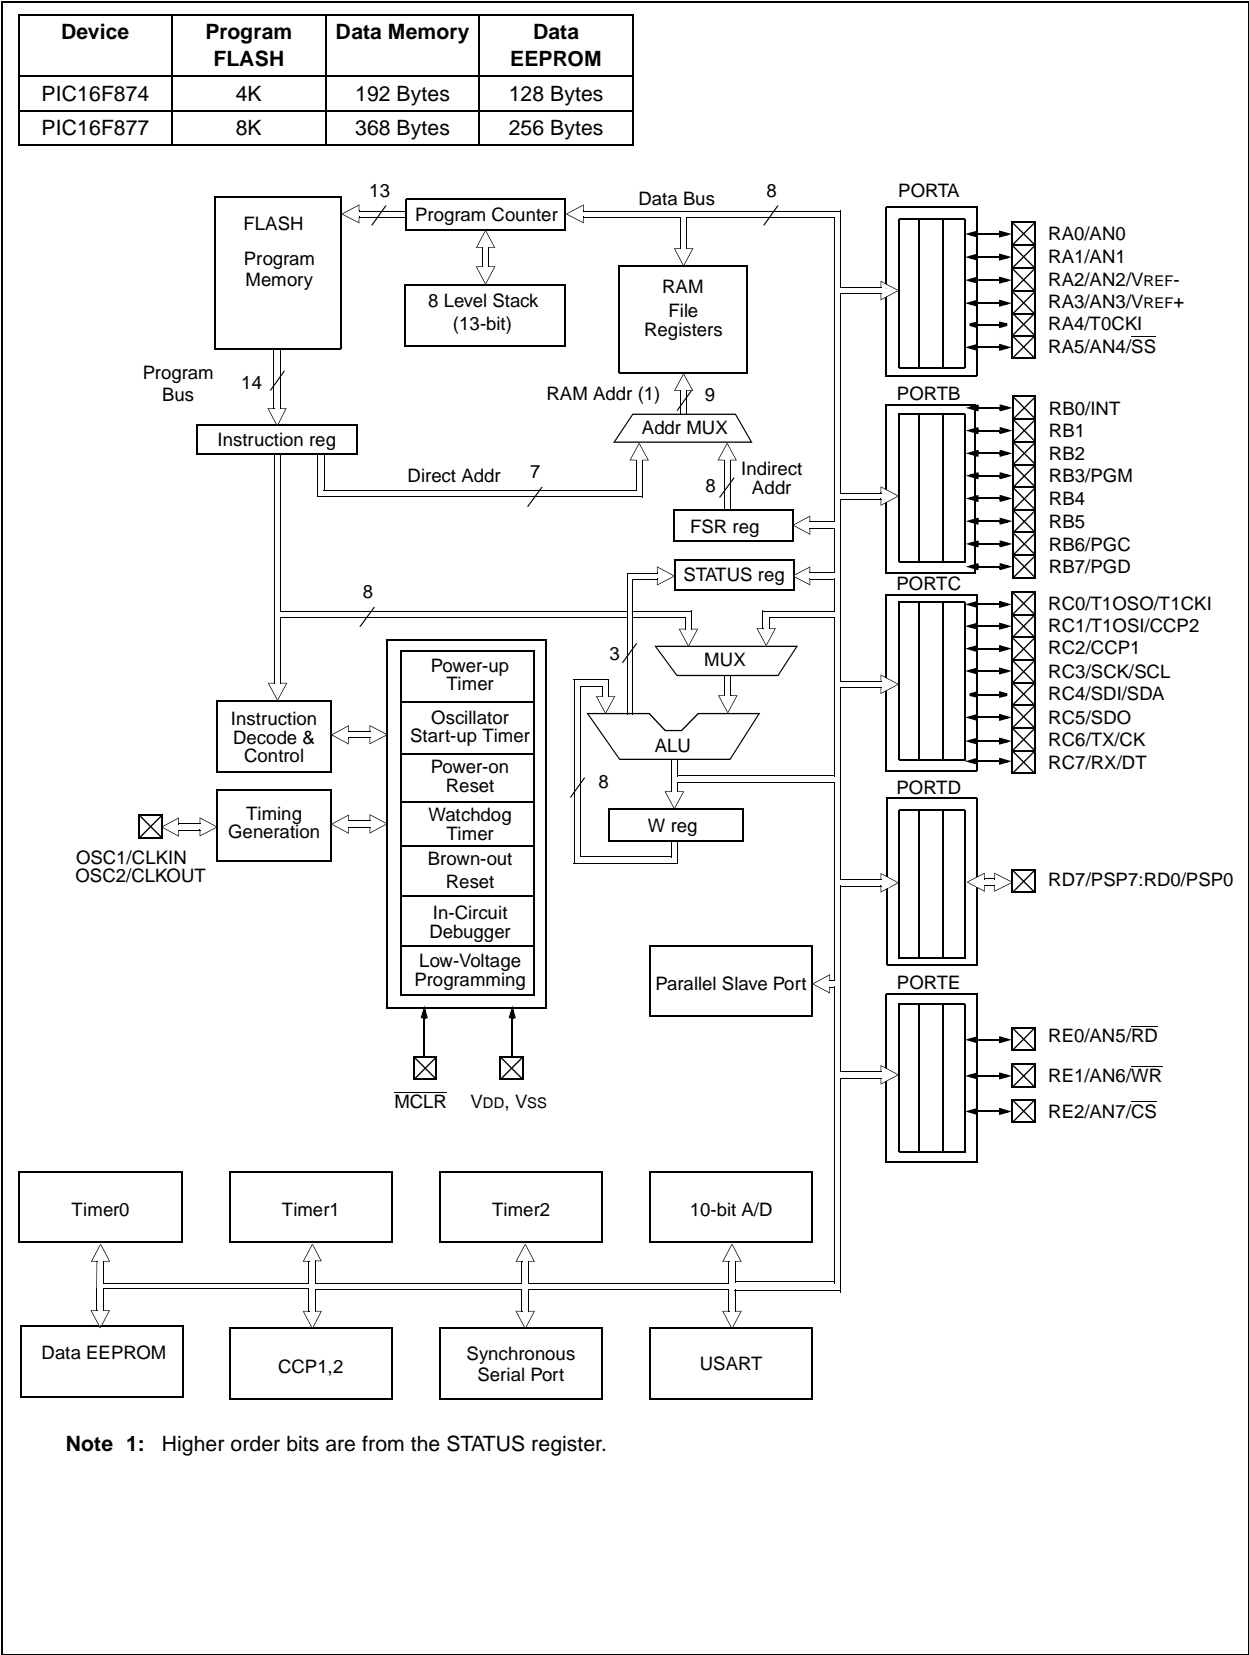 Device Program FLASH Data Memory Data EEPROM
PIC16F874 4K 192 Bytes 128 Bytes
PIC16F877 8K 368 Bytes 256 Bytes
FLASH
Program
Memory
13
Program Counter
8 Level Stack
(13-bit)
Data Bus
8
RAM
File
Registers
Program
Bus
14
RAM Addr (1)
9
Addr MUX
Instruction reg
Direct Addr
7
8
Indirect
Addr
FSR reg
STATUS reg
8
3
MUX
ALU
8
W reg
Power-up
Timer
Oscillator
Start-up Timer
Power-on
Reset
Watchdog
Timer
Brown-out
Reset
In-Circuit
Debugger
Low-Voltage
Programming
Instruction
Decode &
Control
Timing
Generation
OSC1/CLKIN
OSC2/CLKOUT
MCLR
VDD, VSS
Parallel Slave Port
PORTA
RA0/AN0
RA1/AN1
RA2/AN2/VREF-
RA3/AN3/VREF+
RA4/T0CKI
RA5/AN4/SS
PORTB
RB0/INT
RB1
RB2
RB3/PGM
RB4
RB5
RB6/PGC
RB7/PGD
PORTC
RC0/T1OSO/T1CKI
RC1/T1OSI/CCP2
RC2/CCP1
RC3/SCK/SCL
RC4/SDI/SDA
RC5/SDO
RC6/TX/CK
RC7/RX/DT
PORTD
RD7/PSP7:RD0/PSP0
PORTE
RE0/AN5/RD
RE1/AN6/WR
RE2/AN7/CS
Timer0
Timer1
Timer2
10-bit A/D
Data EEPROM
CCP1,2
Synchronous
Serial Port
USART
Note 1: Higher order bits are from the STATUS register.